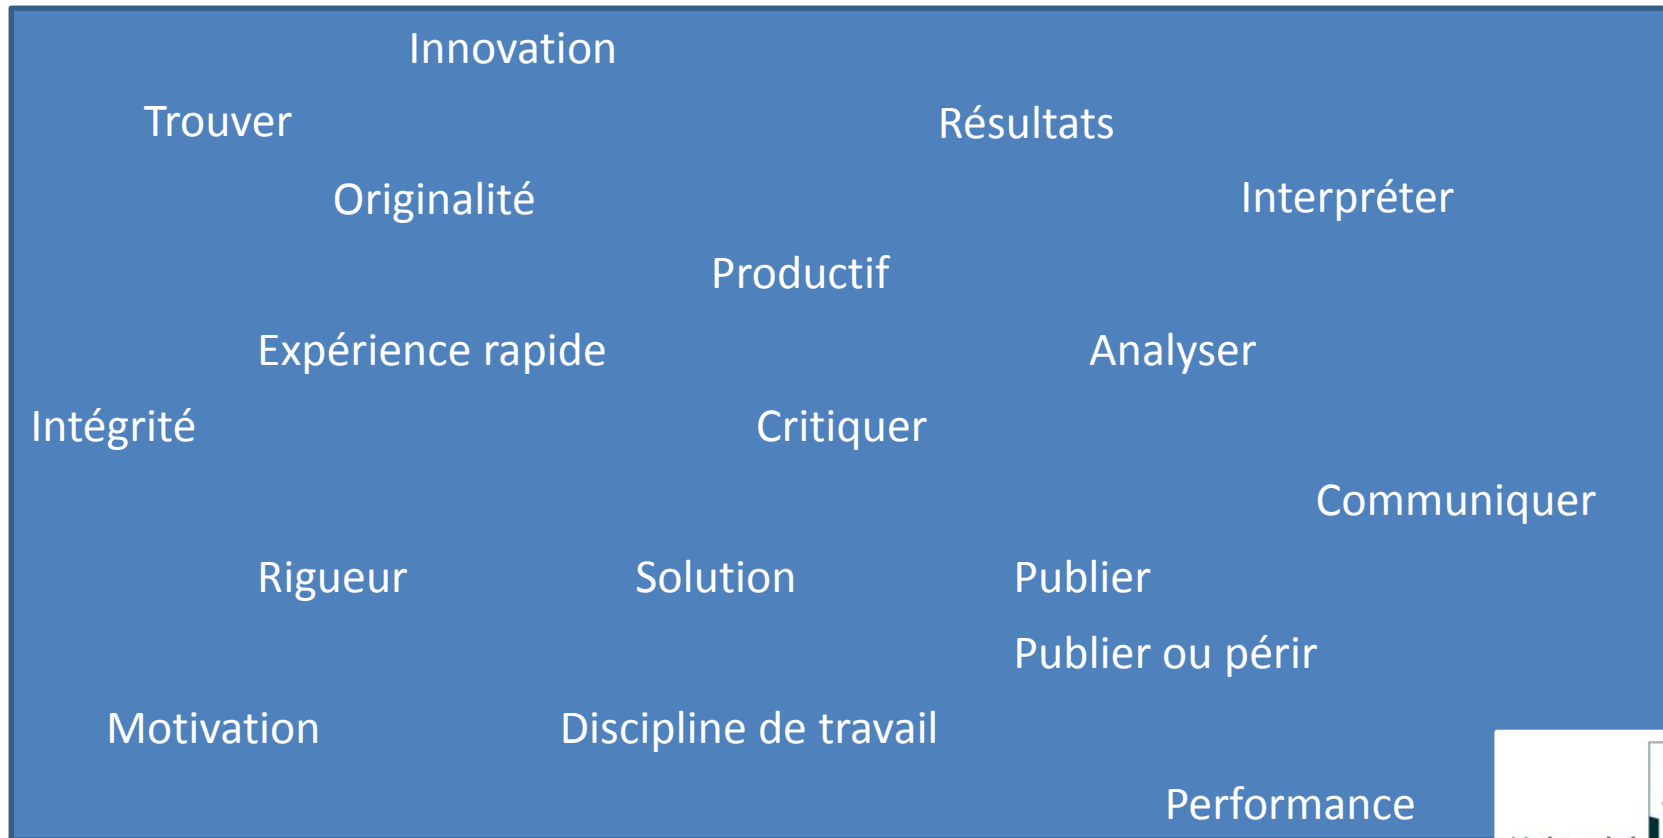 Innovation
Trouver Résultats
Originalité Interpréter
Productif
Expérience rapide Analyser
Intégrité Critiquer
Communiquer
Rigueur Solution Publier
Publier ou périr
Motivation Discipline de travail
Performance